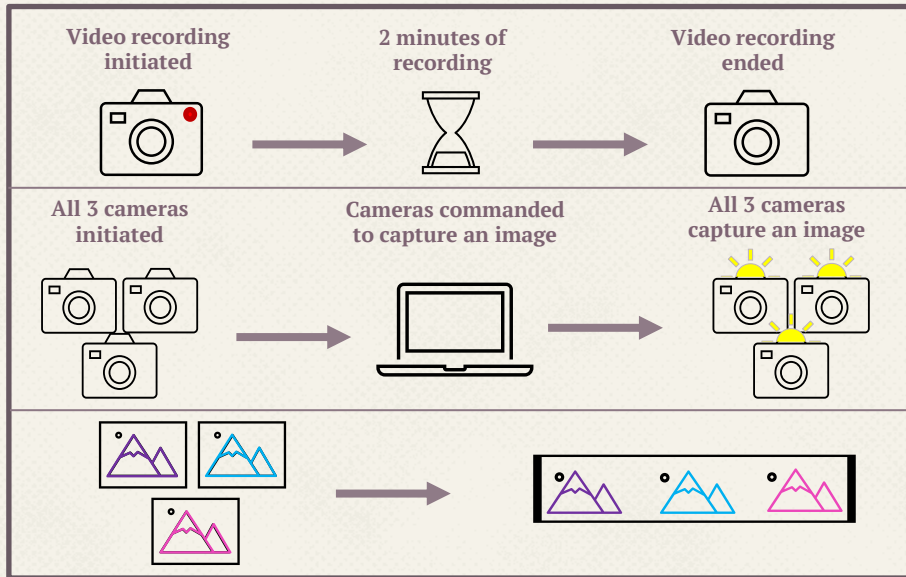 Video recording
initiated
2 minutes of
recording
Video recording
ended
All 3 cameras
initiated
Cameras commanded
to capture an image
All 3 cameras
capture an image